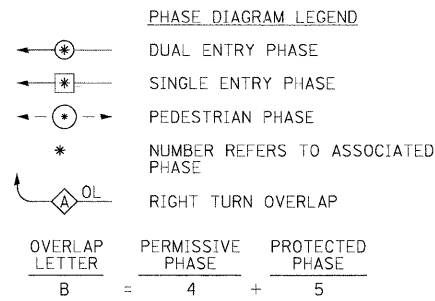 PHASE DIAGRAM LEGEND
* DUAL ENTRY PHASE
* SINGLE ENTRY PHASE
* PEDESTRIAN PHASE
* NUMBER REFERS TO ASSOCIATED
PHASE
A OL RIGHT TURN OVERLAP
OVERLAP PERMISSIVE PROTECTED
LETTER PHASE PHASE
B = 4 + 5